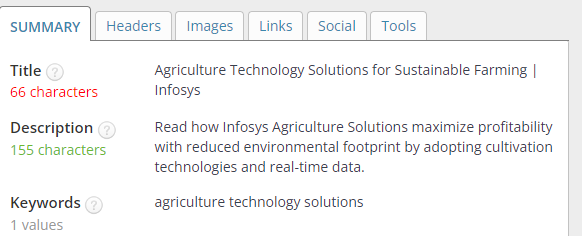 SUMMARY Headers Images Links Social Tools
Title ? Agriculture Technology Solutions for Sustainable Farming |
66 characters Infosys
Description ? Read how Infosys Agriculture Solutions maximize profitability
155 characters with reduced environmental footprint by adopting cultivation
technologies and real-time data.
Keywords ? agriculture technology solutions
1 values